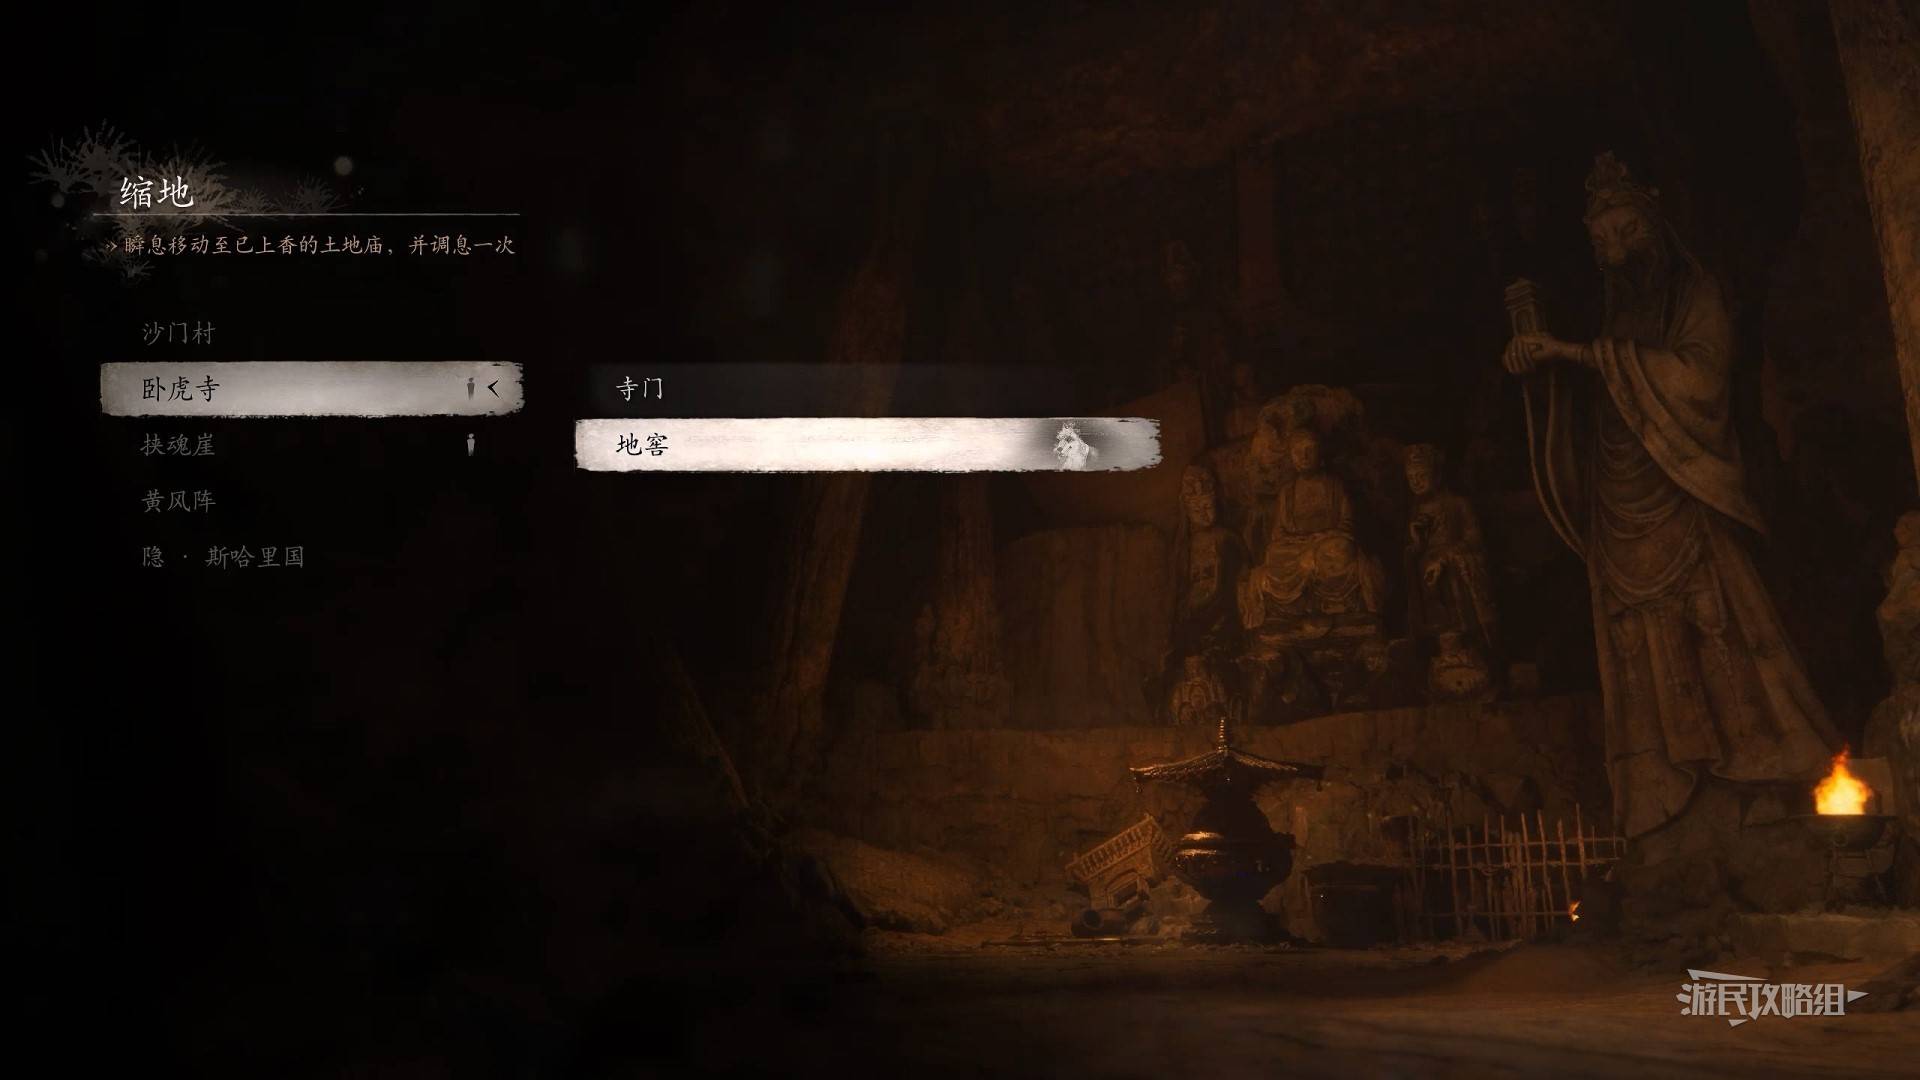 缩地
瞬息移动至已上香的土地庙，并调息一次
沙门村
卧虎寺
挟魂崖
黄风阵
隐 · 斯哈里国
寺门
地窖
游民攻略组